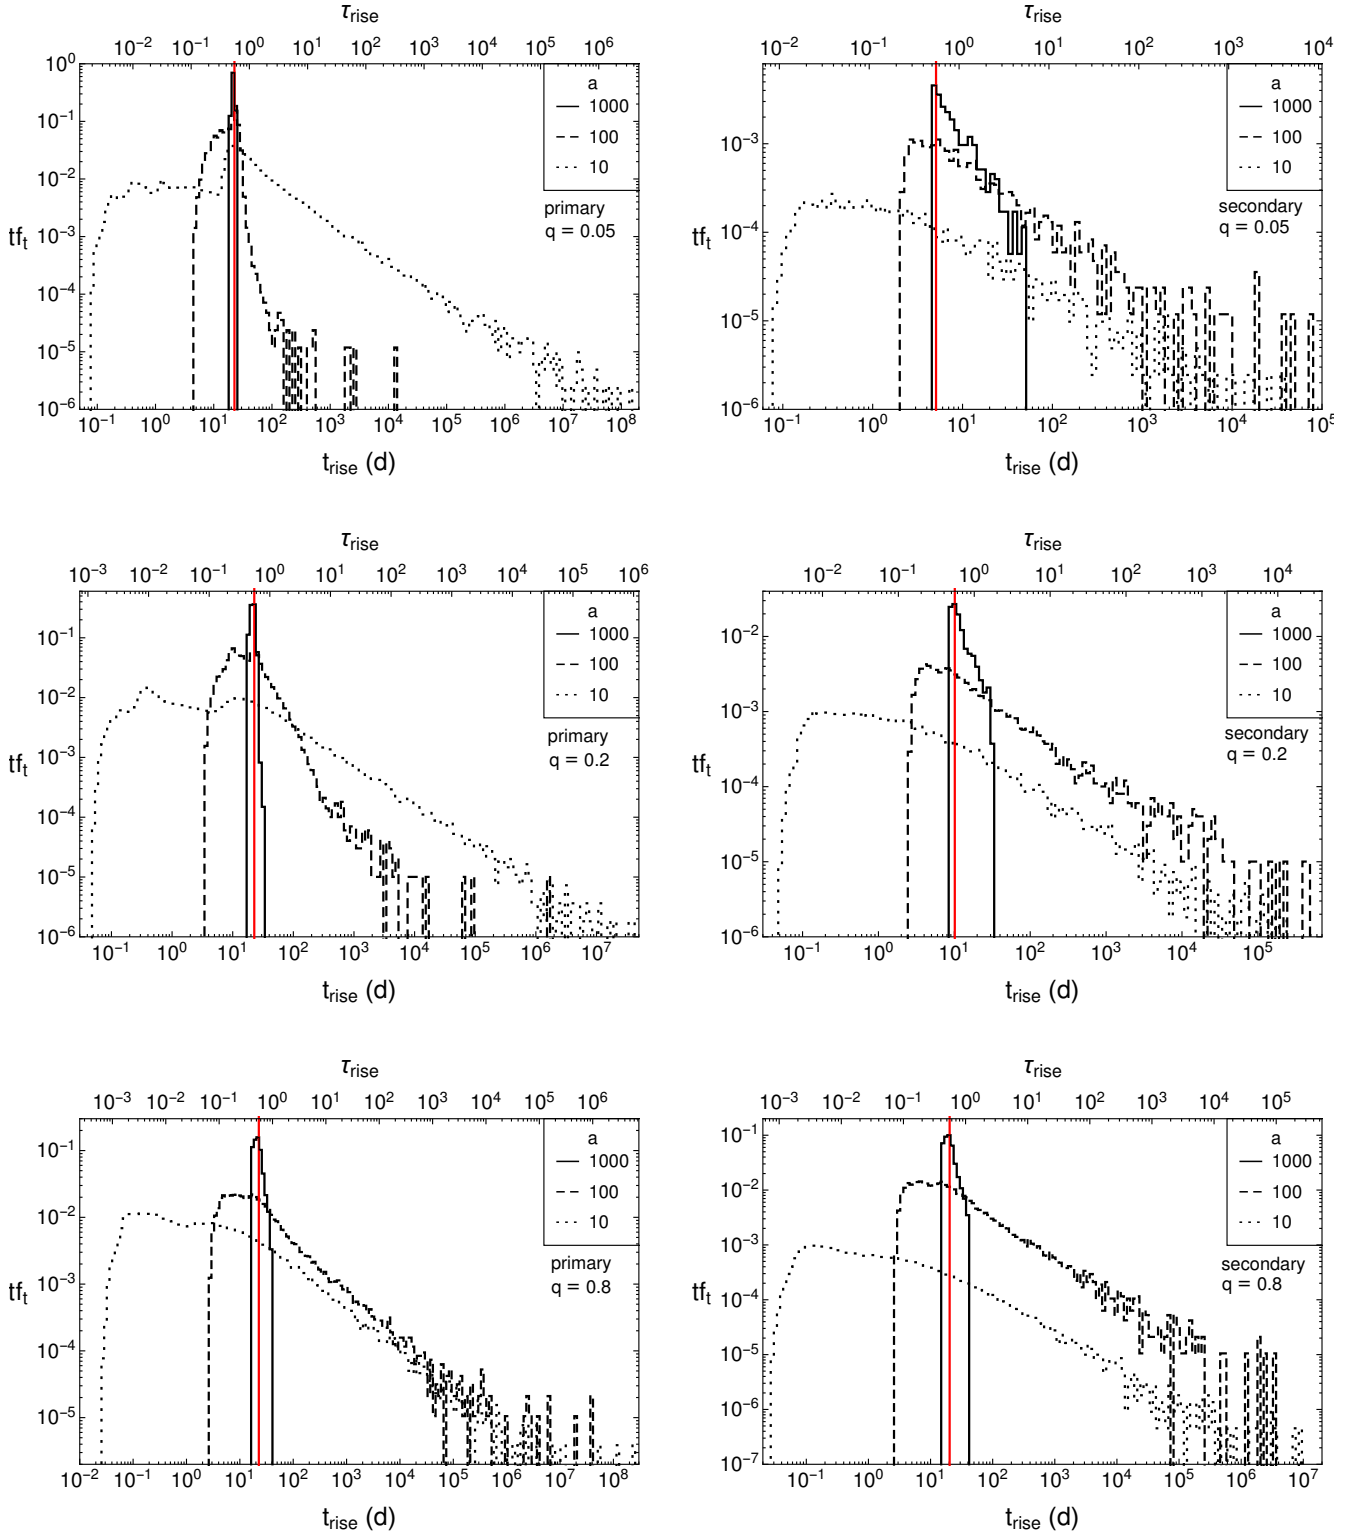 τrise
10⁻² 10⁻¹ 10⁰ 10¹ 10² 10³ 10⁴ 10⁵ 10⁶
10⁰
10⁻¹
10⁻²
10⁻³
10⁻⁴
10⁻⁵
10⁻⁶
tfₜ
a
1000
100
10
primary
q = 0.05
10⁻¹ 10⁰ 10¹ 10² 10³ 10⁴ 10⁵ 10⁶ 10⁷ 10⁸
trise (d)
τrise
10⁻² 10⁻¹ 10⁰ 10¹ 10² 10³ 10⁴
10⁻³
10⁻⁴
10⁻⁵
10⁻⁶
tfₜ
a
1000
100
10
secondary
q = 0.05
10⁻¹ 10⁰ 10¹ 10² 10³ 10⁴ 10⁵
trise (d)
τrise
10⁻³ 10⁻² 10⁻¹ 10⁰ 10¹ 10² 10³ 10⁴ 10⁵ 10⁶
10⁻¹
10⁻²
10⁻³
10⁻⁴
10⁻⁵
10⁻⁶
tfₜ
a
1000
100
10
primary
q = 0.2
10⁻¹ 10⁰ 10¹ 10² 10³ 10⁴ 10⁵ 10⁶ 10⁷
trise (d)
τrise
10⁻² 10⁻¹ 10⁰ 10¹ 10² 10³ 10⁴
10⁻²
10⁻³
10⁻⁴
10⁻⁵
10⁻⁶
tfₜ
a
1000
100
10
secondary
q = 0.2
10⁻¹ 10⁰ 10¹ 10² 10³ 10⁴ 10⁵
trise (d)
τrise
10⁻³ 10⁻² 10⁻¹ 10⁰ 10¹ 10² 10³ 10⁴ 10⁵ 10⁶
10⁻¹
10⁻²
10⁻³
10⁻⁴
10⁻⁵
tfₜ
a
1000
100
10
primary
q = 0.8
10⁻² 10⁻¹ 10⁰ 10¹ 10² 10³ 10⁴ 10⁵ 10⁶ 10⁷ 10⁸
trise (d)
τrise
10⁻³ 10⁻² 10⁻¹ 10⁰ 10¹ 10² 10³ 10⁴ 10⁵
10⁻¹
10⁻²
10⁻³
10⁻⁴
10⁻⁵
10⁻⁶
10⁻⁷
tfₜ
a
1000
100
10
secondary
q = 0.8
10⁻¹ 10⁰ 10¹ 10² 10³ 10⁴ 10⁵ 10⁶ 10⁷
trise (d)